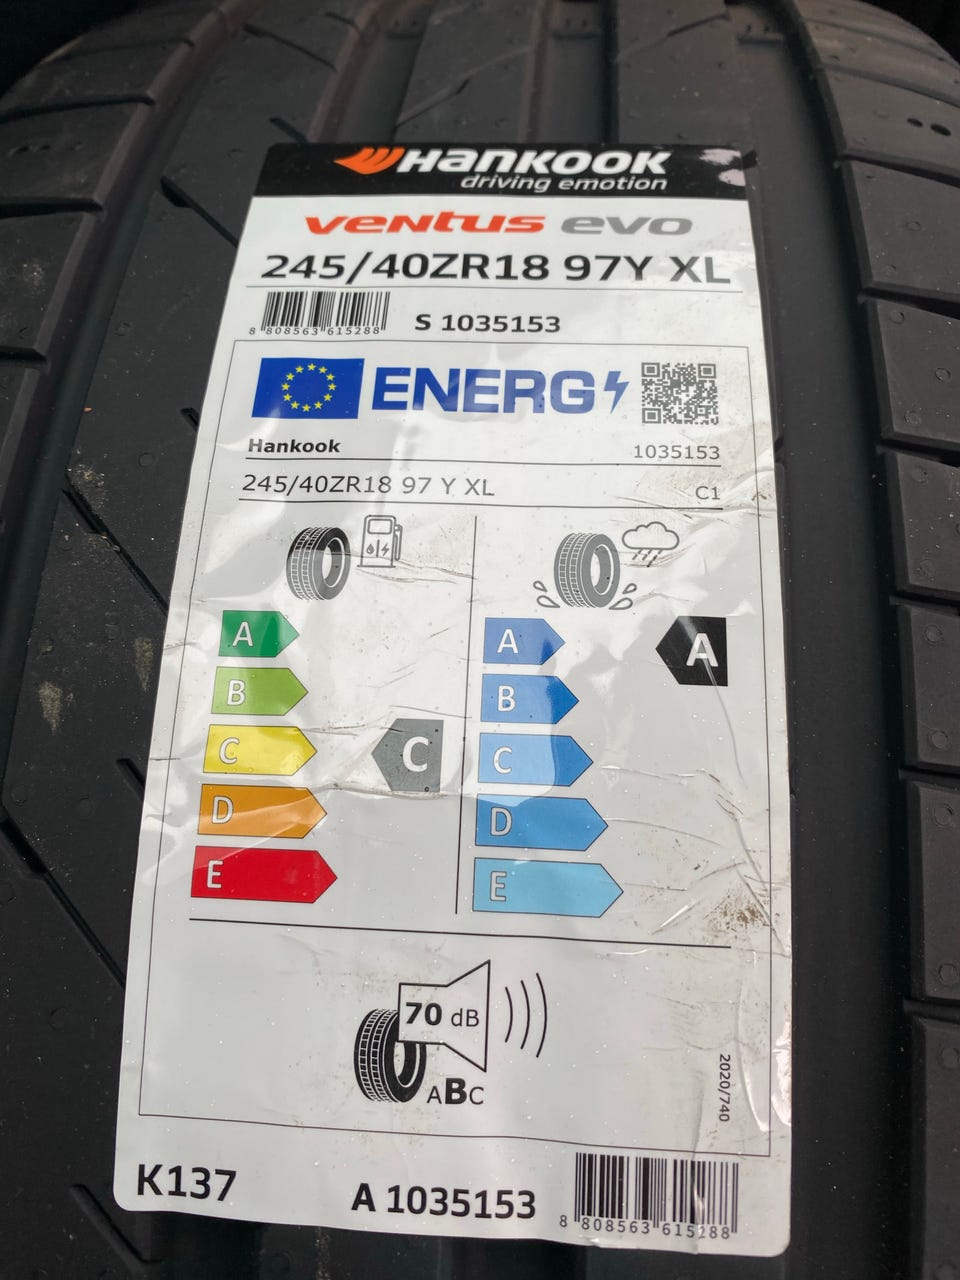 HANKOOK
driving emotion
ventus evo
245/40ZR18 97Y XL
8 808563 615288
S 1035153
ENERG
Hankook 1035153
245/40ZR18 97 Y XL C1
A
B
C
D
E
C
A
B
C
D
E
A
70 dB
ABC
2020/740
K137 A 1035153
8 808563 615288